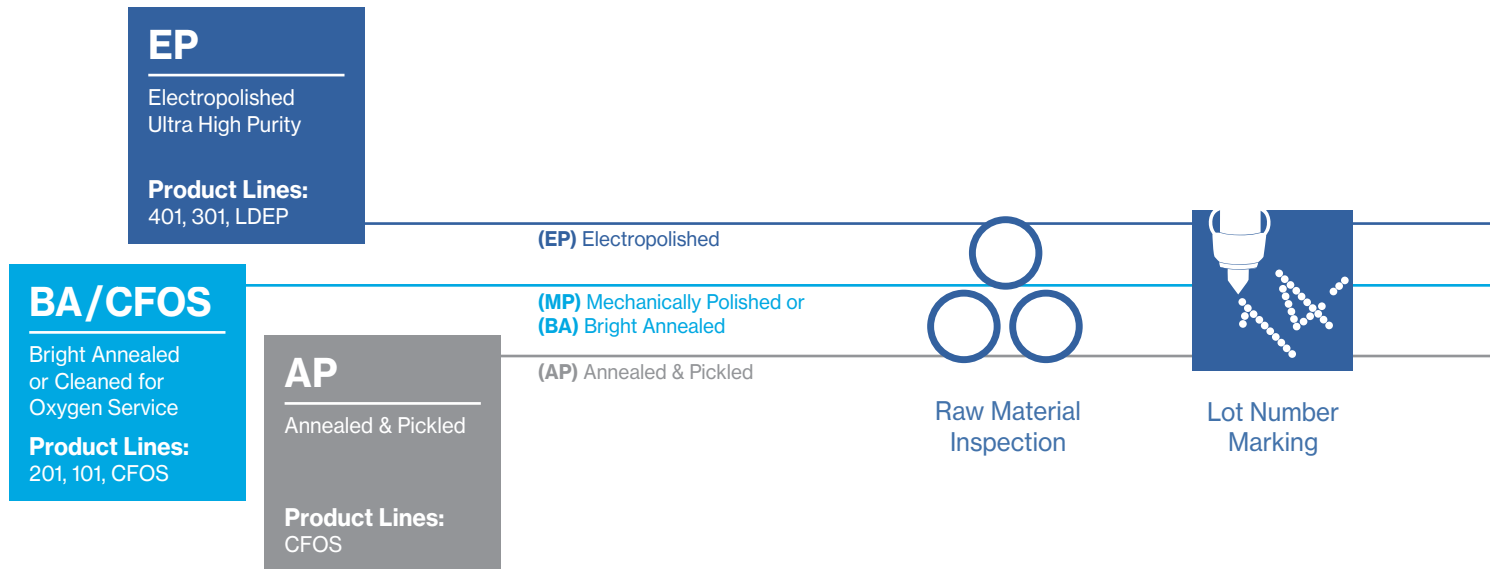 EP
Electropolished
Ultra High Purity
Product Lines:
401, 301, LDEP
BA/CFOS
Bright Annealed
or Cleaned for
Oxygen Service
Product Lines:
201, 101, CFOS
AP
Annealed & Pickled
Product Lines:
CFOS
(EP) Electropolished
(MP) Mechanically Polished or
(BA) Bright Annealed
(AP) Annealed & Pickled
Raw Material
Inspection
Lot Number
Marking